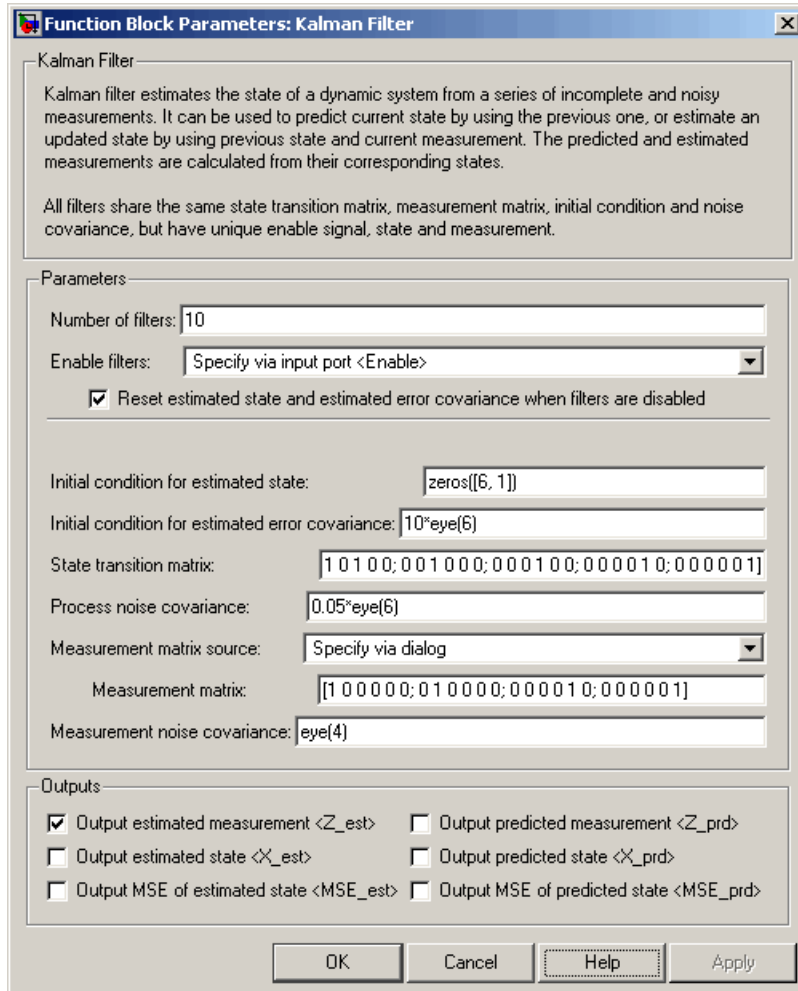 Function Block Parameters: Kalman Filter
Kalman Filter
Kalman filter estimates the state of a dynamic system from a series of incomplete and noisy
measurements. It can be used to predict current state by using the previous one, or estimate an
updated state by using previous state and current measurement. The predicted and estimated
measurements are calculated from their corresponding states.
All filters share the same state transition matrix, measurement matrix, initial condition and noise
covariance, but have unique enable signal, state and measurement.
Parameters
Number of filters: 10
Enable filters: Specify via input port <Enable>
Reset estimated state and estimated error covariance when filters are disabled
Initial condition for estimated state: zeros([6, 1])
Initial condition for estimated error covariance: 10*eye(6)
State transition matrix: 1 0 1 0 0; 0 0 1 0 0 0; 0 0 0 1 0 0; 0 0 0 0 1 0; 0 0 0 0 0 1]
Process noise covariance: 0.05*eye(6)
Measurement matrix source: Specify via dialog
Measurement matrix: [1 0 0 0 0 0; 0 1 0 0 0 0; 0 0 0 0 1 0; 0 0 0 0 0 1]
Measurement noise covariance: eye(4)
Outputs
Output estimated measurement <Z_est> Output predicted measurement <Z_prd>
Output estimated state <X_est> Output predicted state <X_prd>
Output MSE of estimated state <MSE_est> Output MSE of predicted state <MSE_prd>
OK Cancel Help Apply